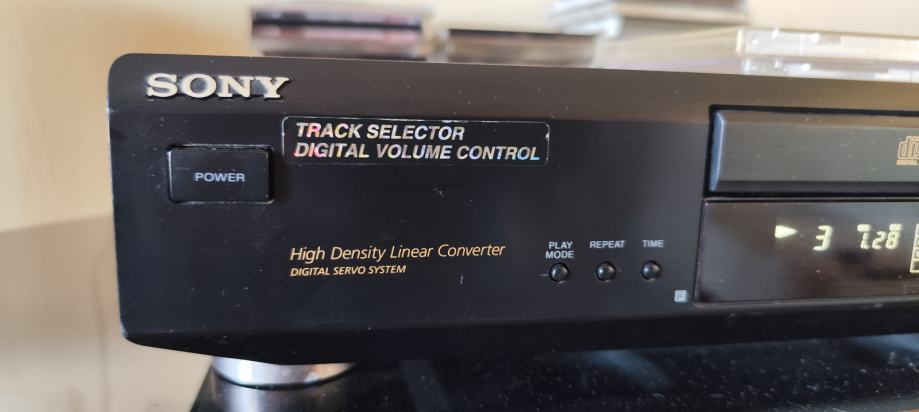 SONY
TRACK SELECTOR
DIGITAL VOLUME CONTROL
POWER
High Density Linear Converter
DIGITAL SERVO SYSTEM
PLAY
MODE
REPEAT
TIME
3 7.28